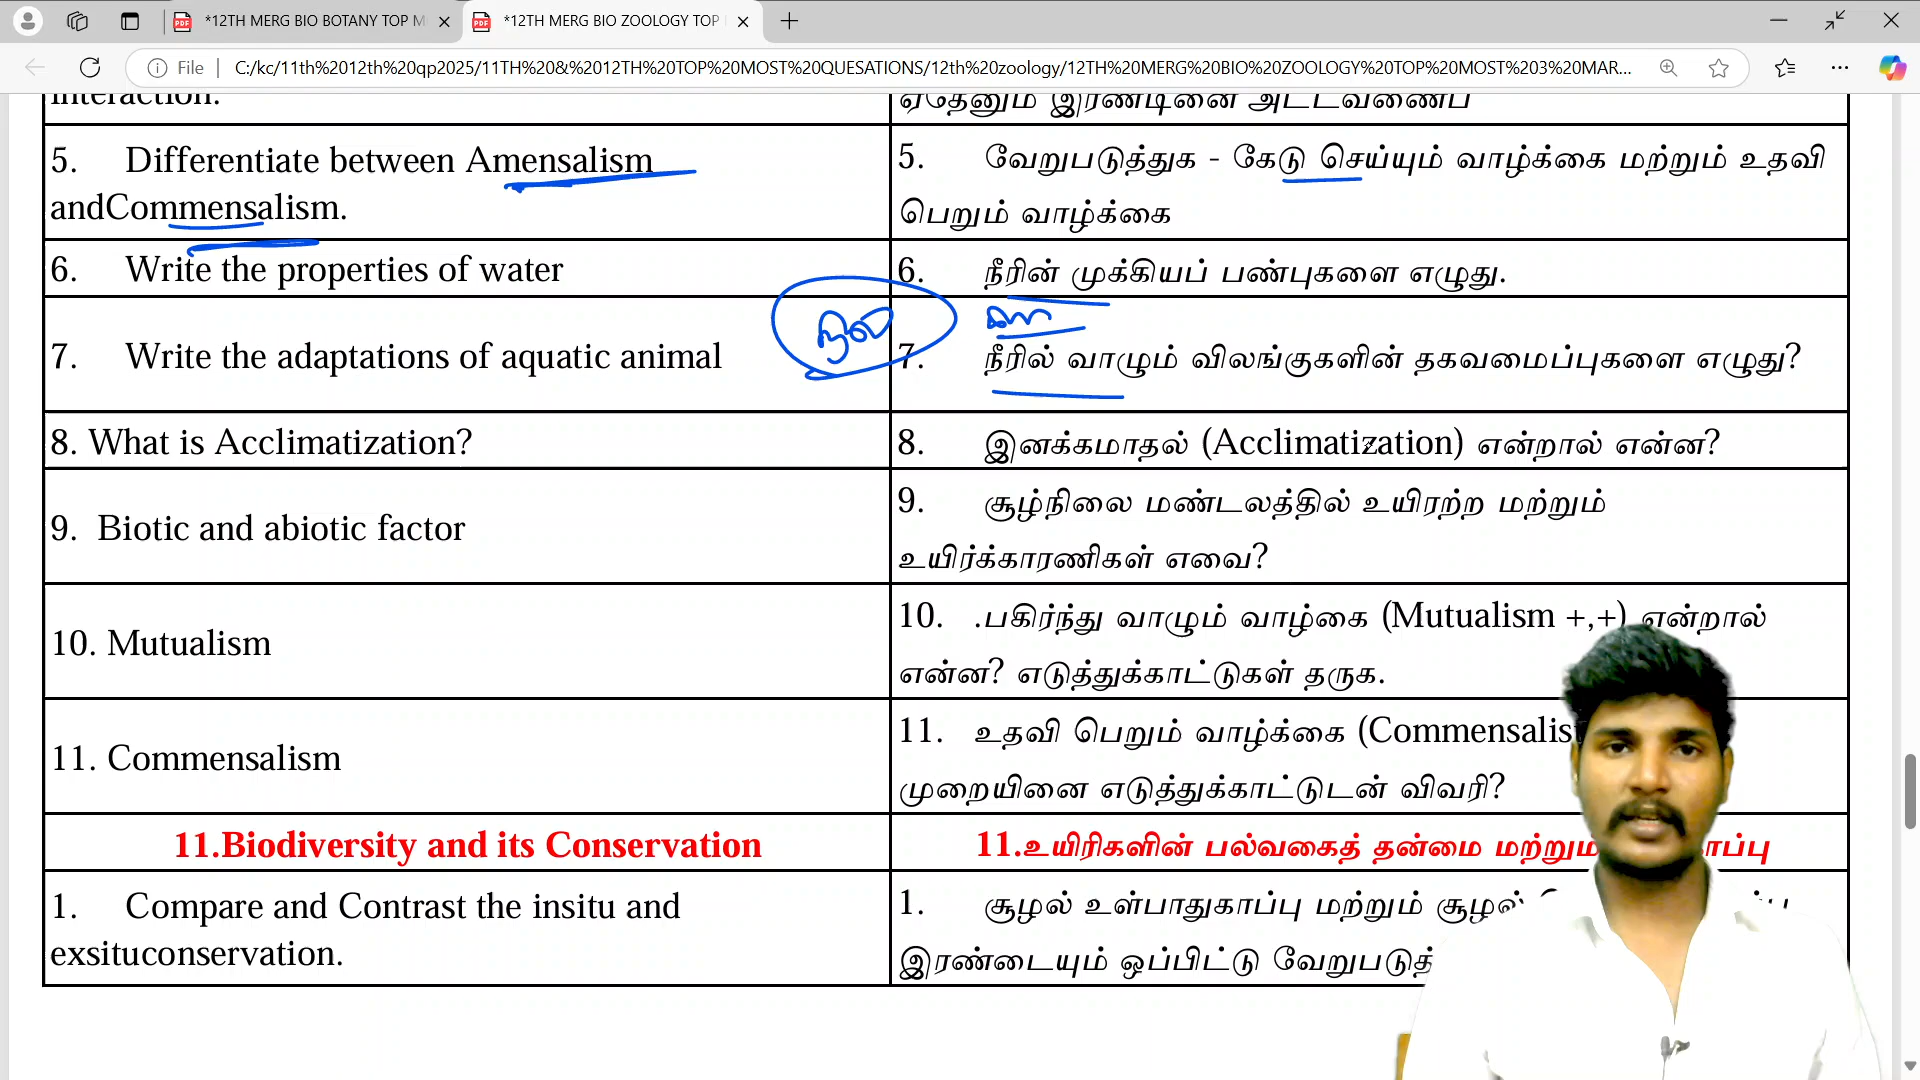 *12TH MERG BIO BOTANY TOP M
*12TH MERG BIO ZOOLOGY TOP
File
C:/kc/11th%2012th%20qp2025/11TH%20&%2012TH%20TOP%20MOST%20QUESATIONS/12th%20zoology/12TH%20MERG%20BIO%20ZOOLOGY%20TOP%20MOST%203%20MAR...
interaction.
ஏதேனும் இரண்டினை அட்டவணைப்
5. Differentiate between Amensalism
andCommensalism.
5. வேறுபடுத்துக - கேடு செய்யும் வாழ்க்கை மற்றும் உதவி
பெறும் வாழ்க்கை
6. Write the properties of water
6. நீரின் முக்கியப் பண்புகளை எழுது.
நில
7. Write the adaptations of aquatic animal
7. நீரில் வாழும் விலங்குகளின் தகவமைப்புகளை எழுது?
8. What is Acclimatization?
8. இணக்கமாதல் (Acclimatization) என்றால் என்ன?
9. Biotic and abiotic factor
9. சூழ்நிலை மண்டலத்தில் உயிரற்ற மற்றும்
உயிர்க்காரணிகள் எவை?
10. Mutualism
10. .பகிர்ந்து வாழும் வாழ்கை (Mutualism +,+) என்றால்
என்ன? எடுத்துக்காட்டுகள் தருக.
11. Commensalism
11. உதவி பெறும் வாழ்க்கை (Commensalis
முறையினை எடுத்துக்காட்டுடன் விவரி?
11.Biodiversity and its Conservation
11.உயிரிகளின் பல்வகைத் தன்மை மற்றும்
1. Compare and Contrast the insitu and
exsituconservation.
1. சூழல் உள்பாதுகாப்பு மற்றும் சூழல்
இரண்டையும் ஒப்பிட்டு வேறுபடுத்